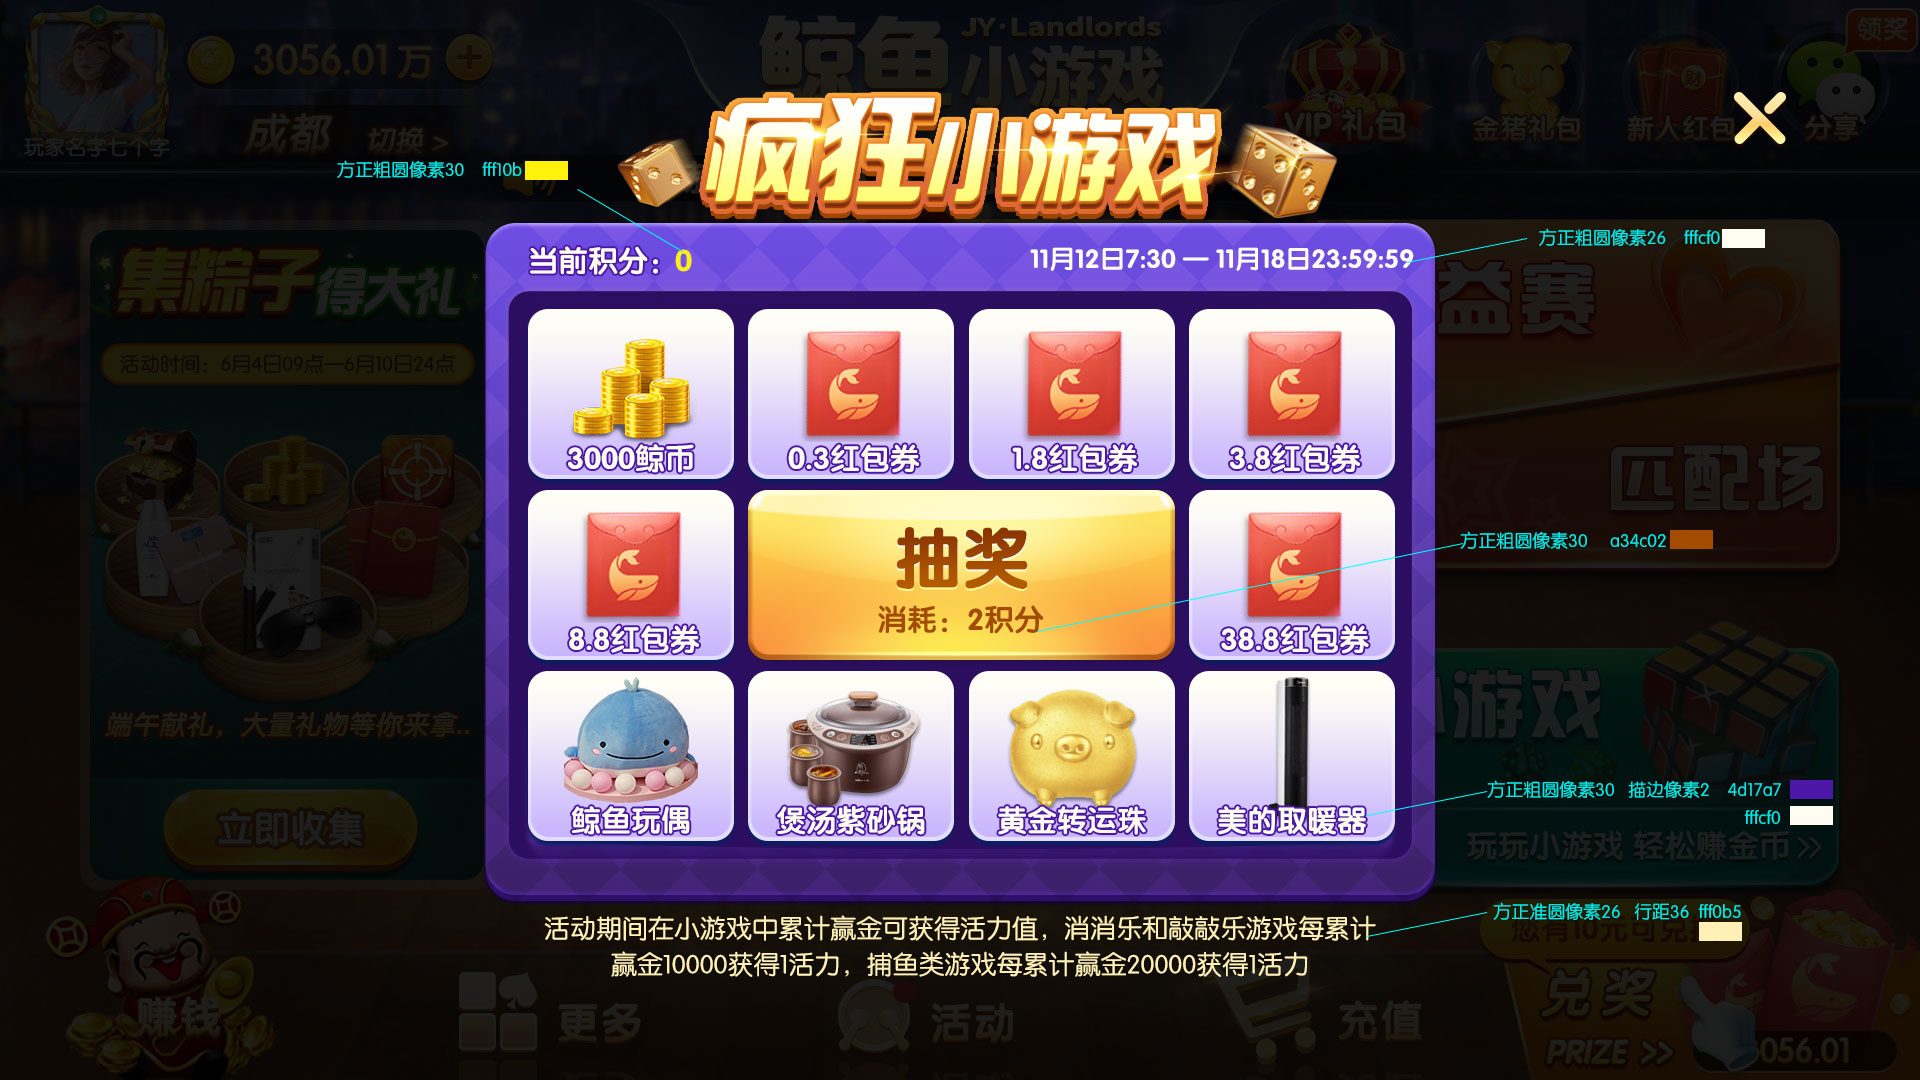 JY·Landlords
鲸鱼
小游戏
领奖
3056.01万
成都
切换 >
玩家名字七个字
VIP 礼包
金猪礼包
新人红包
分享
疯狂小游戏
方正粗圆像素30 fff10b
方正粗圆像素26 fffcf0
当前积分：0
11月12日7:30 — 11月18日23:59:59
集粽子得大礼
活动时间：6月4日09点—6月10日24点
益赛
3000鲸币
0.3红包券
1.8红包券
3.8红包券
匹配场
抽奖
消耗：2积分
方正粗圆像素30 a34c02
8.8红包券
38.8红包券
端午献礼，大量礼物等你来拿..
小游戏
鲸鱼玩偶
煲汤紫砂锅
黄金转运珠
美的取暖器
方正粗圆像素30 描边像素2 4d17a7
fffcf0
立即收集
玩玩小游戏 轻松赚金币 >>
方正准圆像素26 行距36 fff0b5
活动期间在小游戏中累计赢金可获得活力值，消消乐和敲敲乐游戏每累计
赢金10000获得1活力，捕鱼类游戏每累计赢金20000获得1活力
您有10元可兑
赚钱
更多
活动
充值
兑奖
PRIZE >>
056.01